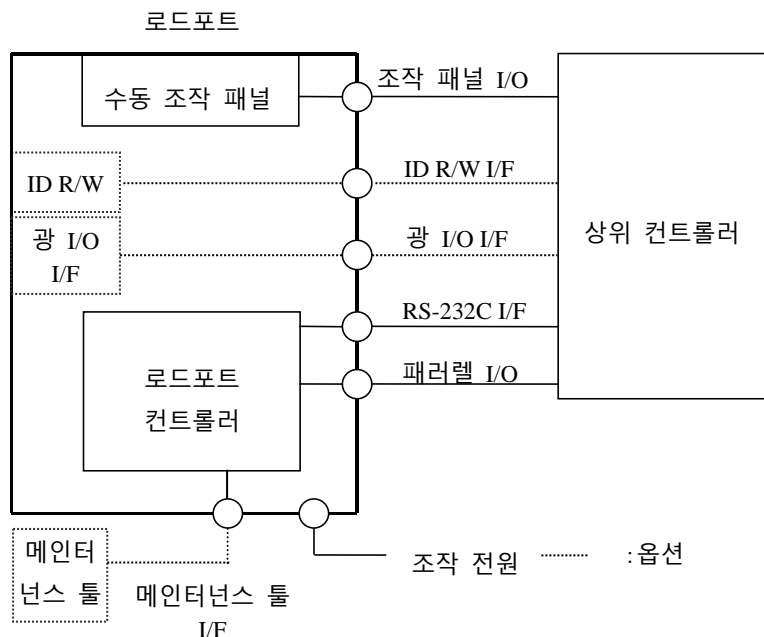 로드포트
수동 조작 패널
조작 패널 I/O
ID R/W
ID R/W I/F
광 I/O
I/F
광 I/O I/F
상위 컨트롤러
RS-232C I/F
로드포트
컨트롤러
패러렐 I/O
메인터
넌스 툴
메인터넌스 툴
I/F
조작 전원
:옵션